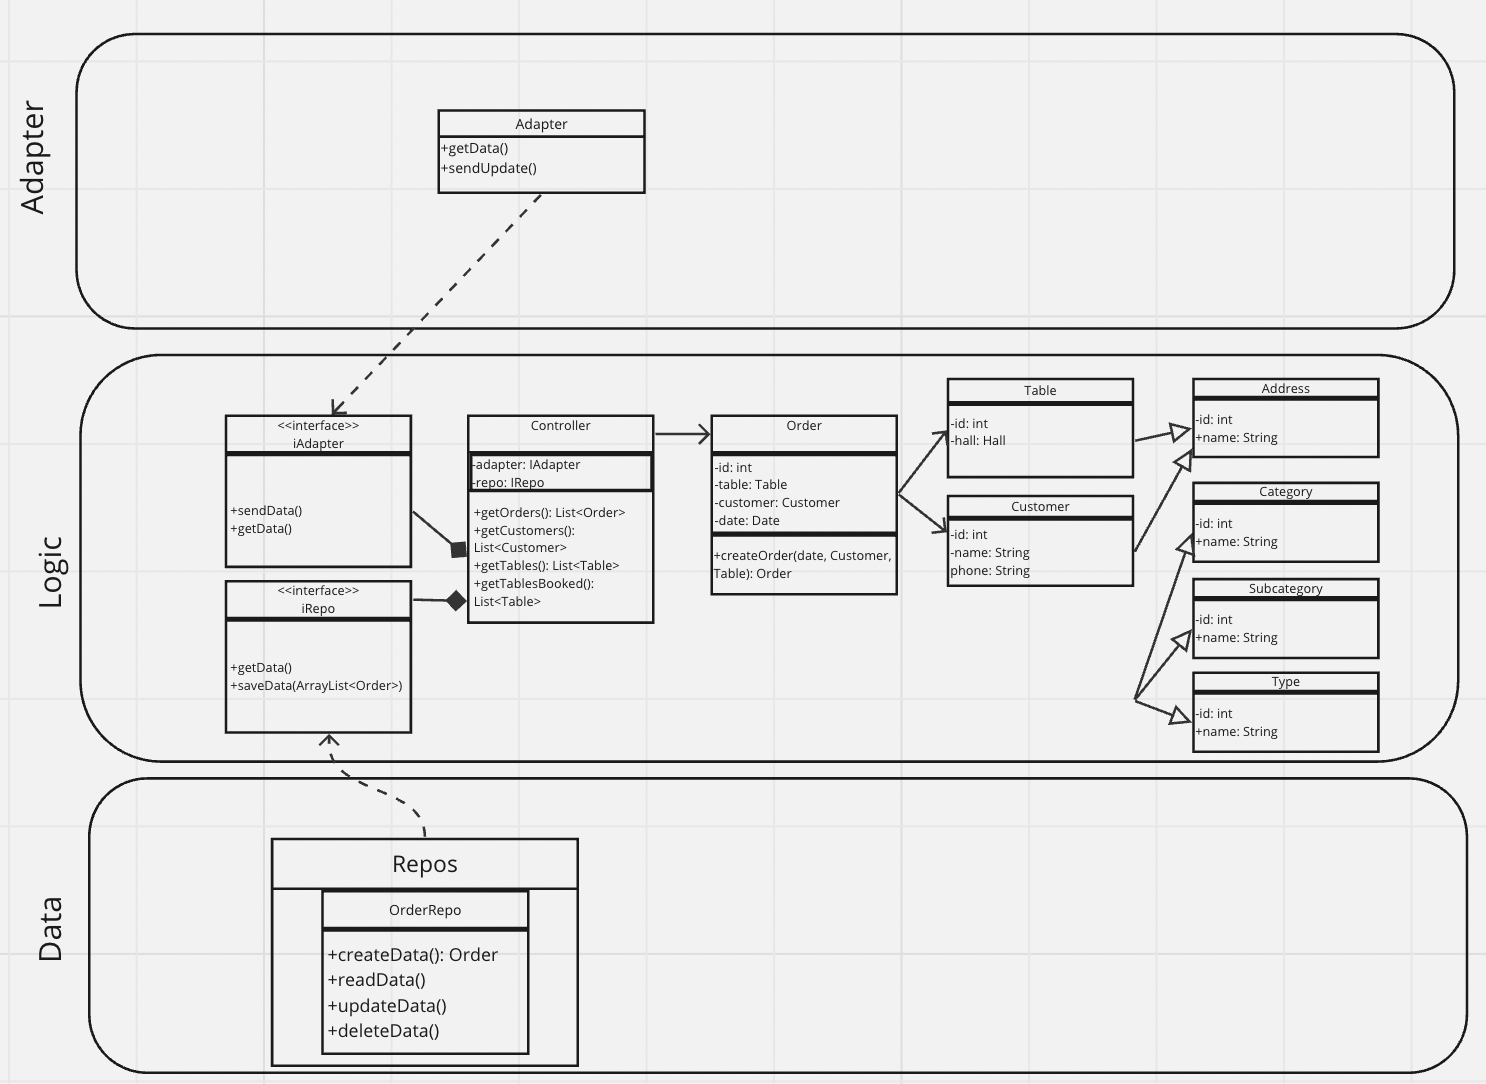 Adapter
Adapter
+getData()
+sendUpdate()
Logic
<<interface>>
iAdapter
+sendData()
+getData()
<<interface>>
iRepo
+getData()
+saveData(ArrayList<Order>)
Controller
-adapter: IAdapter
-repo: IRepo
+getOrders(): List<Order>
+getCustomers():
List<Customer>
+getTables(): List<Table>
+getTablesBooked():
List<Table>
Order
-id: int
-table: Table
-customer: Customer
-date: Date
+createOrder(date, Customer,
Table): Order
Table
-id: int
-hall: Hall
Customer
-id: int
-name: String
phone: String
Address
-id: int
+name: String
Category
-id: int
+name: String
Subcategory
-id: int
+name: String
Type
-id: int
+name: String
Data
Repos
OrderRepo
+createData(): Order
+readData()
+updateData()
+deleteData()